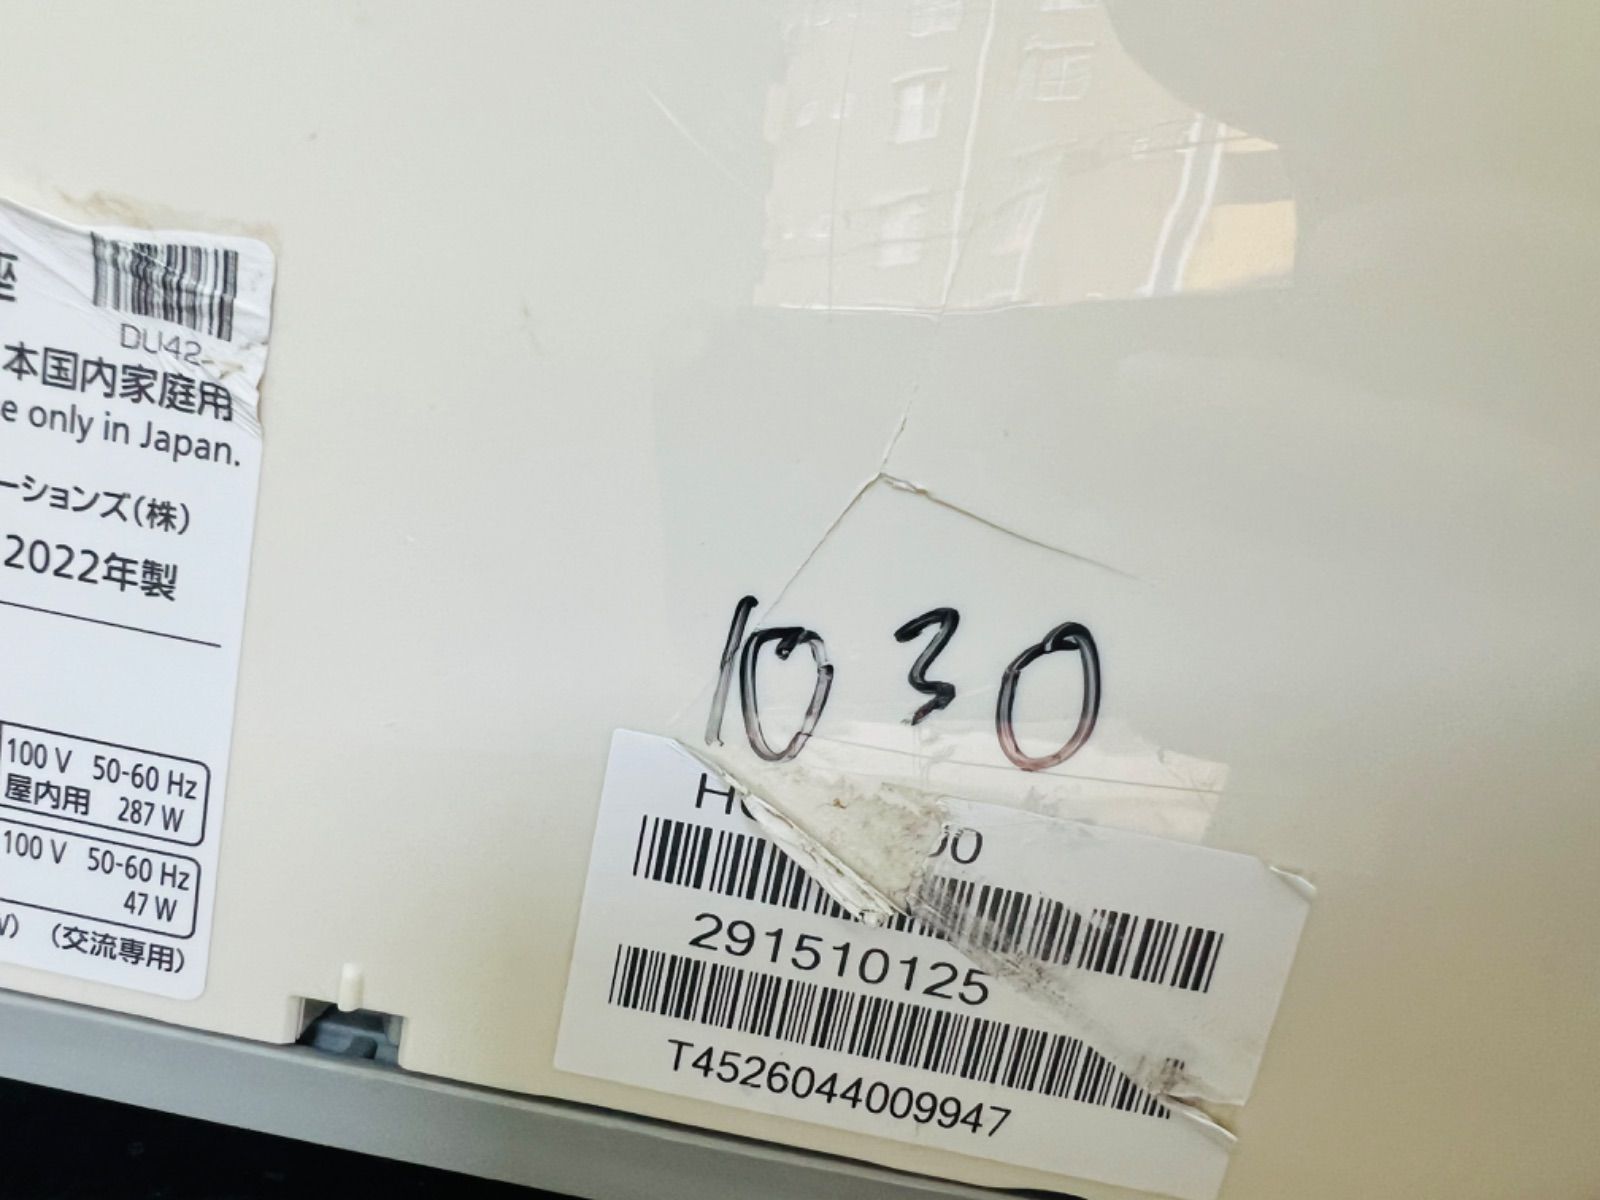 座
DU42-
本国内家庭用
e only in Japan.
ーションズ(株)
2022年製
100 V 50-60 Hz
屋内用 287 W
100 V 50-60 Hz
47 W
(交流専用)
1030
291510125
T4526044009947